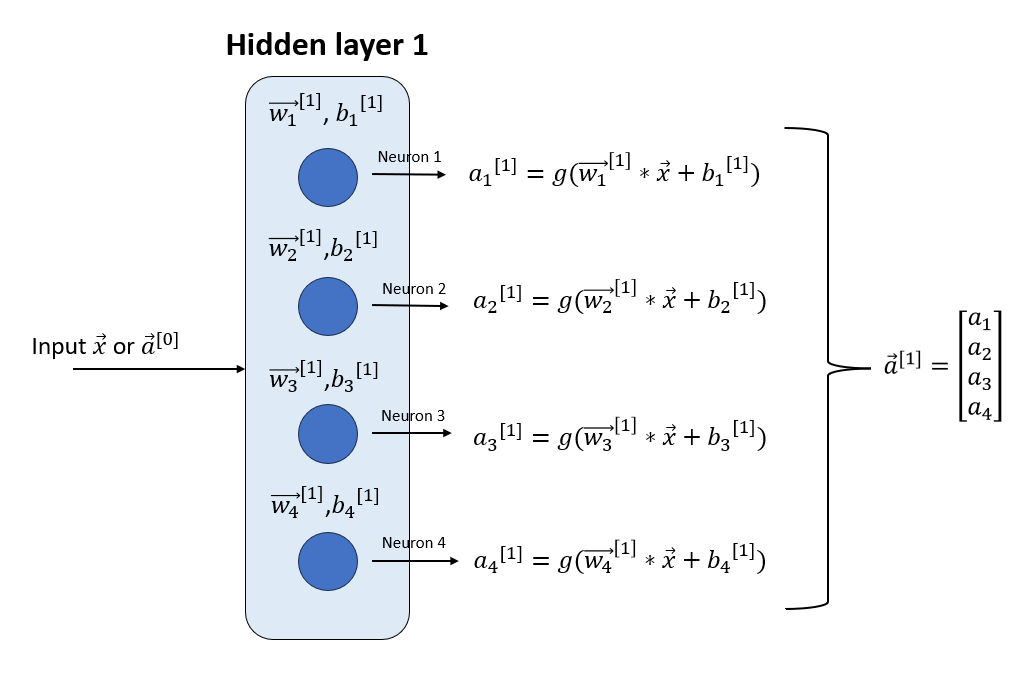 Hidden layer 1
$\overrightarrow{w_1}^{[1]}, b_1^{[1]}$
Neuron 1
$a_1^{[1]} = g(\overrightarrow{w_1}^{[1]} * \vec{x} + b_1^{[1]})$
$\overrightarrow{w_2}^{[1]}, b_2^{[1]}$
Neuron 2
$a_2^{[1]} = g(\overrightarrow{w_2}^{[1]} * \vec{x} + b_2^{[1]})$
Input $\vec{x}$ or $\vec{a}^{[0]}$
$\overrightarrow{w_3}^{[1]}, b_3^{[1]}$
Neuron 3
$a_3^{[1]} = g(\overrightarrow{w_3}^{[1]} * \vec{x} + b_3^{[1]})$
$\overrightarrow{w_4}^{[1]}, b_4^{[1]}$
Neuron 4
$a_4^{[1]} = g(\overrightarrow{w_4}^{[1]} * \vec{x} + b_4^{[1]})$
$\vec{a}^{[1]} = \begin{bmatrix} a_1 \\ a_2 \\ a_3 \\ a_4 \end{bmatrix}$